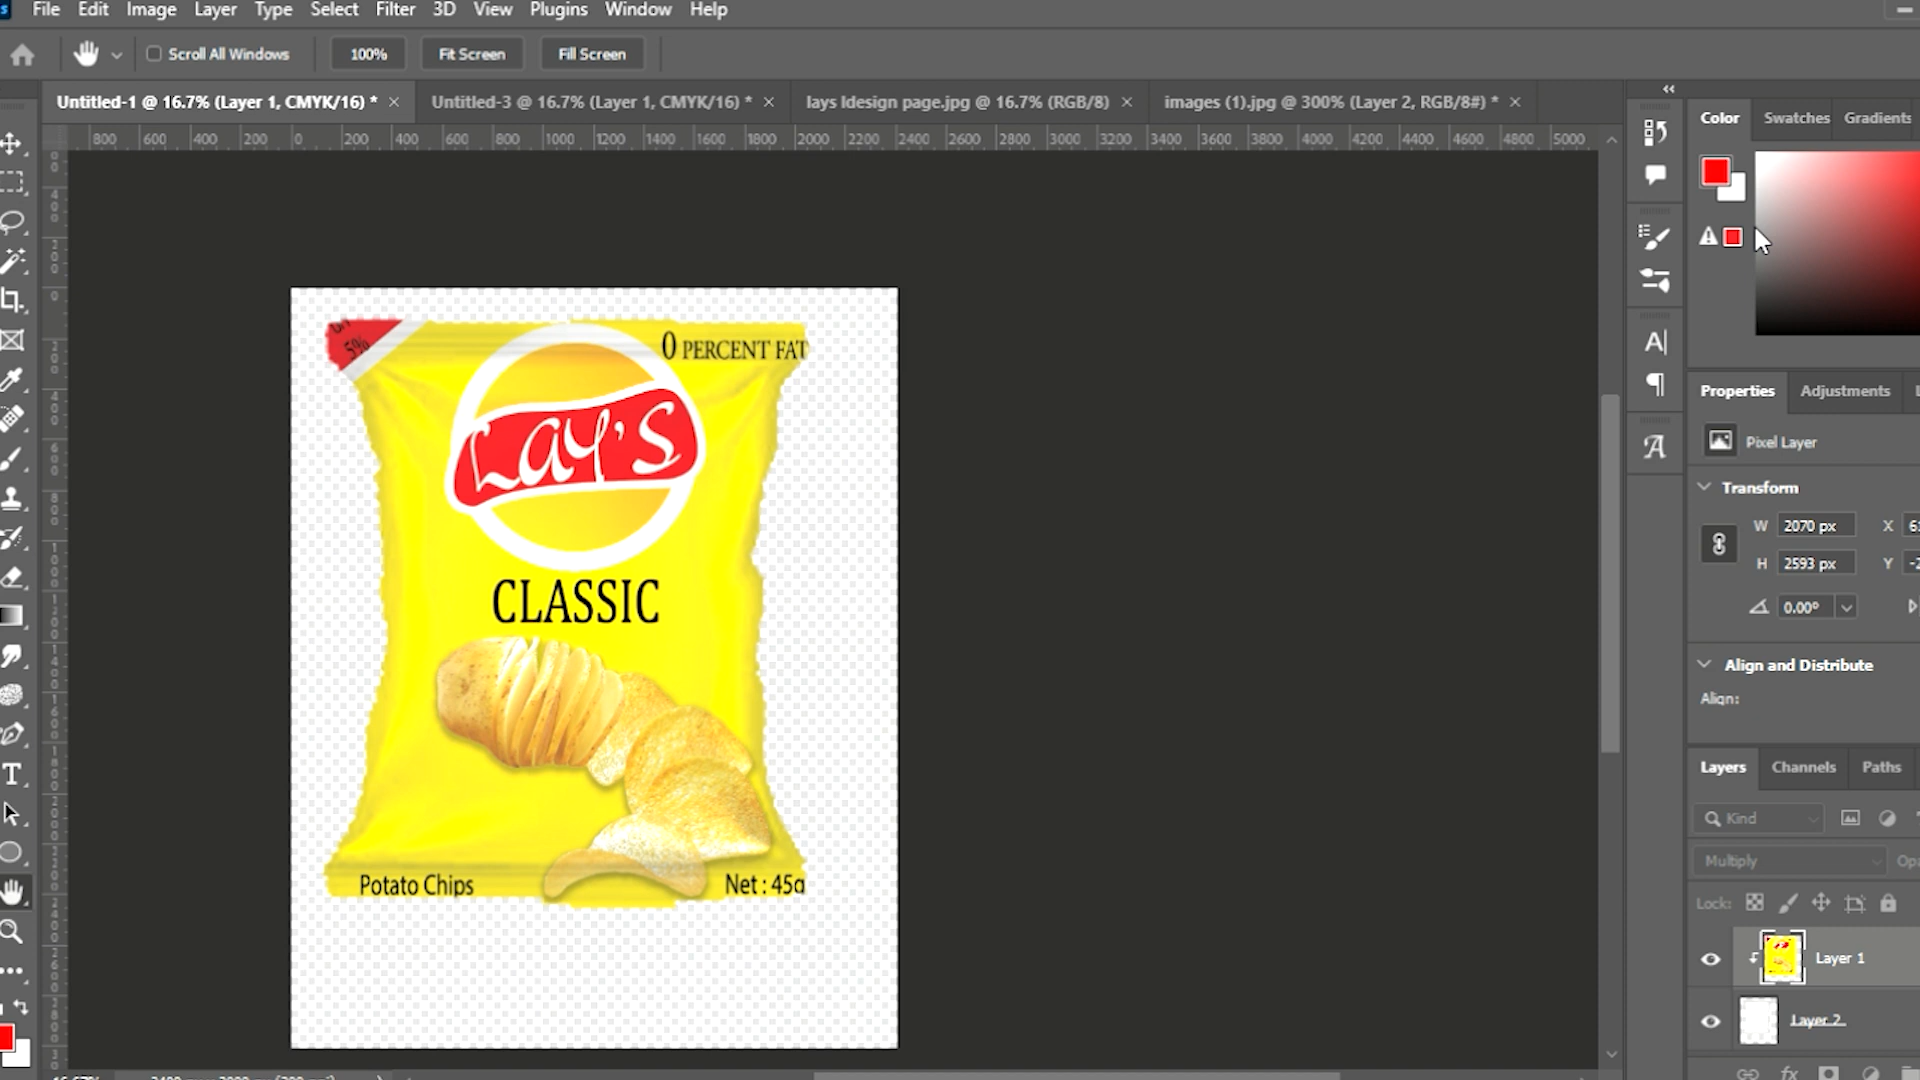 File Edit Image Layer Type Select Filter 3D View Plugins Window Help
Scroll All Windows 100% Fit Screen Fill Screen
Untitled-1 @ 16.7% (Layer 1, CMYK/16) * × Untitled-3 @ 16.7% (Layer 1, CMYK/16) * × lays ldesign page.jpg @ 16.7% (RGB/8) × images (1).jpg @ 300% (Layer 2, RGB/8#) * ×
800 600 400 200 0 200 400 600 800 1000 1200 1400 1600 1800 2000 2200 2400 2600 2800 3000 3200 3400 3600 3800 4000 4200 4400 4600 4800 5000
Color Swatches Gradients
5%
0 PERCENT FAT
LAY'S
CLASSIC
Potato Chips
Net : 45g
Properties Adjustments
Pixel Layer
Transform
W 2070 px X
H 2593 px Y
0.00°
Align and Distribute
Align:
Layers Channels Paths
Kind
Multiply
Lock:
Layer 1
Layer 2